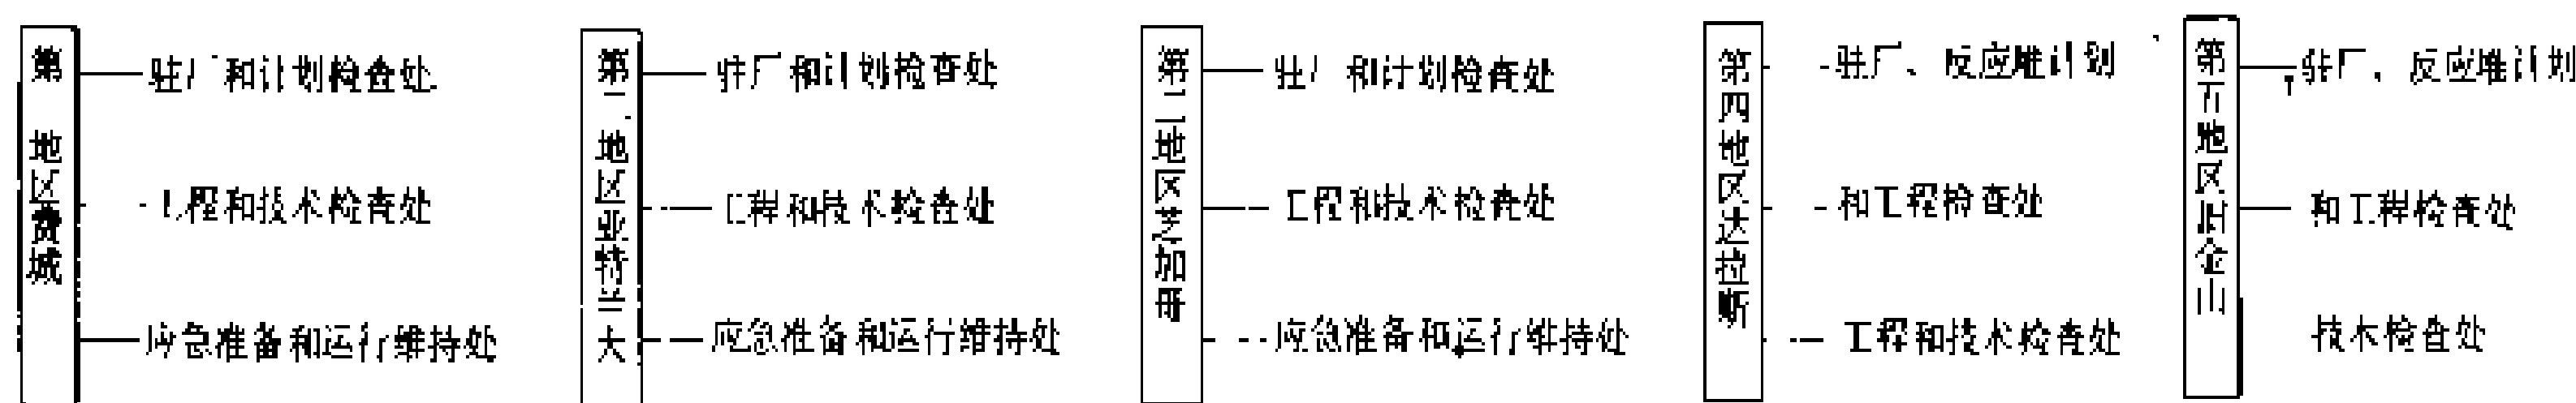 第一地区费城
驻厂和计划检查处
工程和技术检查处
应急准备和运行维持处
第二地区亚特兰大
驻厂和计划检查处
工程和技术检查处
应急准备和运行维持处
第三地区芝加哥
驻厂和计划检查处
工程和技术检查处
应急准备和运行维持处
第四地区达拉斯
驻厂、反应堆计划
和工程检查处
工程和技术检查处
第五地区旧金山
驻厂、反应堆计划
和工程检查处
技术检查处